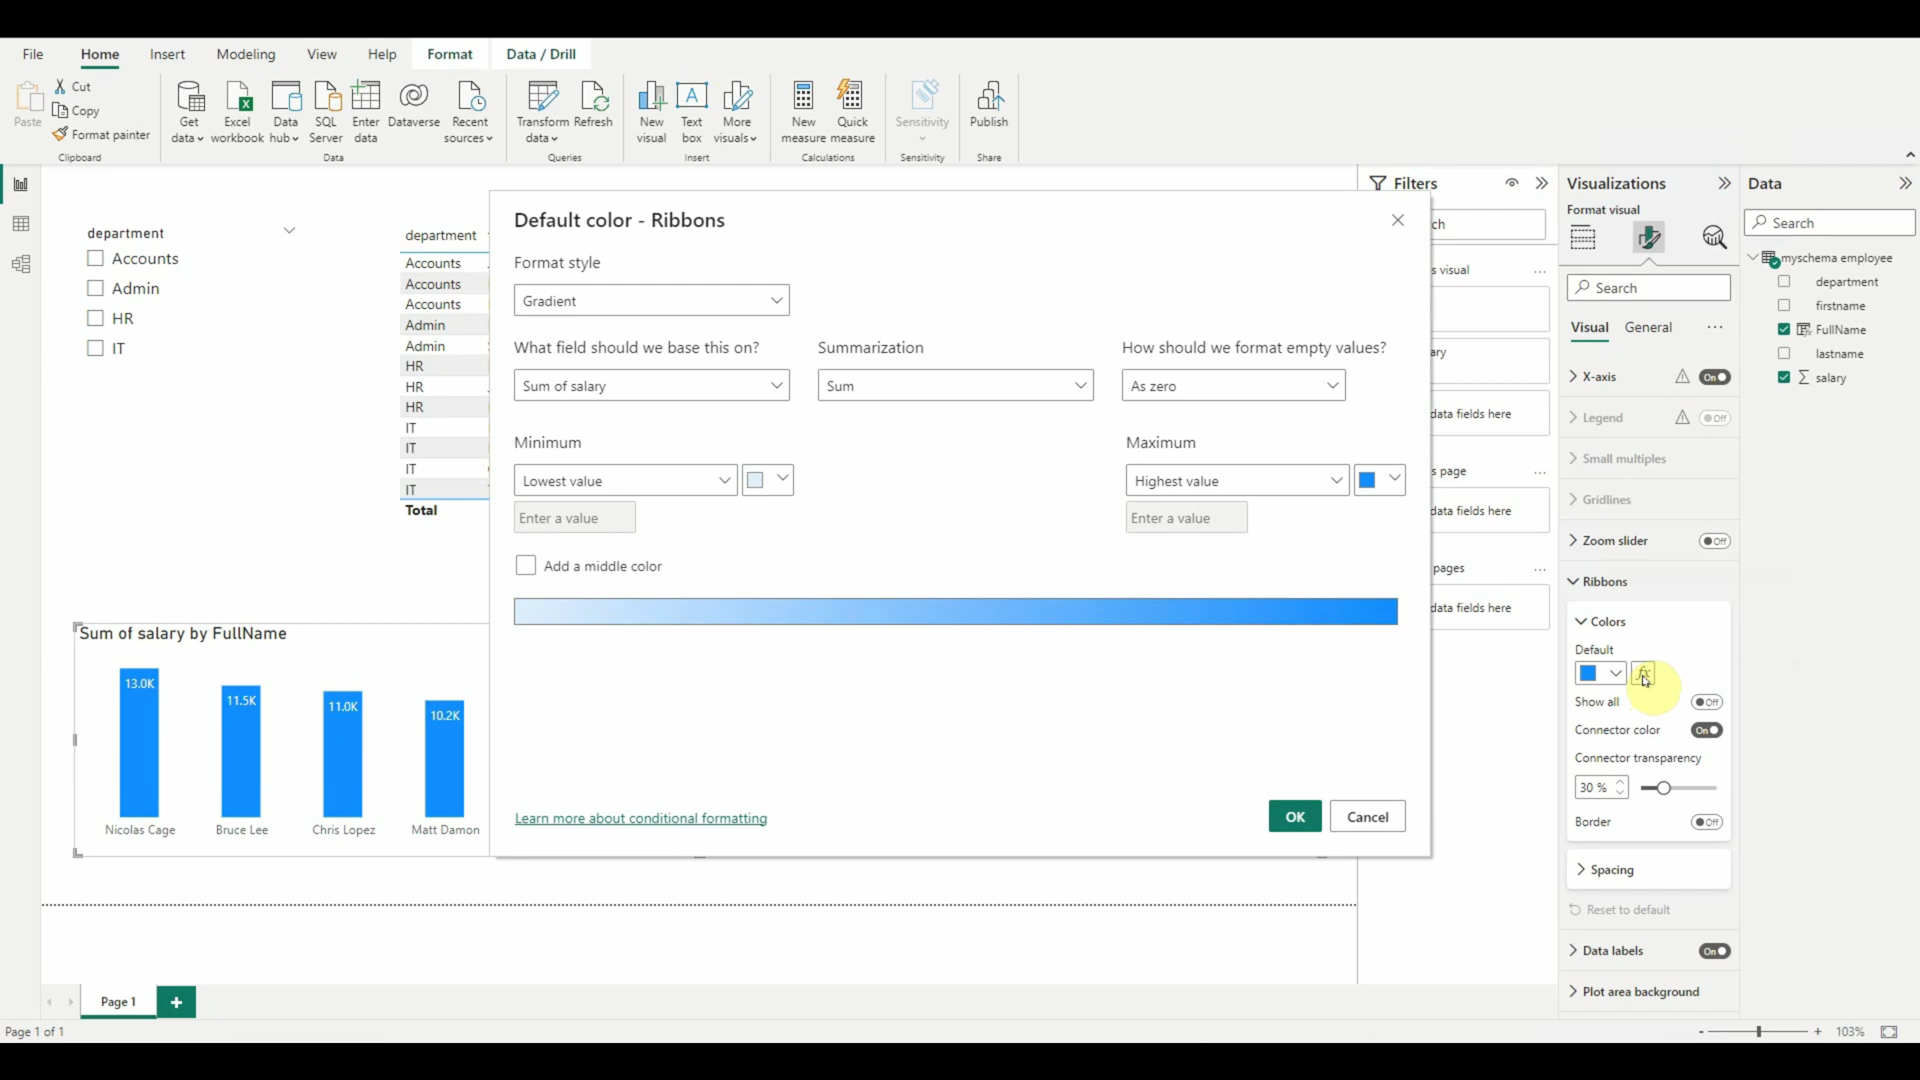 File
Home
Insert
Modeling
View
Help
Format
Data / Drill
Paste
Cut
Copy
Format painter
Clipboard
Get
data
Excel
workbook
Data
hub
SQL
Server
Enter
data
Dataverse
Recent
sources
Data
Transform
data
Refresh
Queries
New
visual
Text
box
More
visuals
Insert
New
measure
Quick
measure
Calculations
Sensitivity
Sensitivity
Publish
Share
department
Accounts
Admin
HR
IT
department
Accounts
Accounts
Accounts
Admin
Admin
HR
HR
HR
IT
IT
IT
IT
Total
Sum of salary by FullName
13.0K
11.5K
11.0K
10.2K
Nicolas Cage
Bruce Lee
Chris Lopez
Matt Damon
Default color - Ribbons
Format style
Gradient
What field should we base this on?
Sum of salary
Summarization
Sum
How should we format empty values?
As zero
Minimum
Lowest value
Enter a value
Maximum
Highest value
Enter a value
Add a middle color
Learn more about conditional formatting
OK
Cancel
Filters
ch
s visual
ary
data fields here
s page
data fields here
pages
data fields here
Visualizations
Format visual
Search
Visual
General
X-axis
On
Legend
Off
Small multiples
Gridlines
Zoom slider
Off
Ribbons
Colors
Default
fx
Show all
Off
Connector color
On
Connector transparency
30 %
Border
Off
Spacing
Reset to default
Data labels
On
Plot area background
Data
Search
myschema employee
department
firstname
FullName
lastname
salary
Page 1
Page 1 of 1
- + 103%